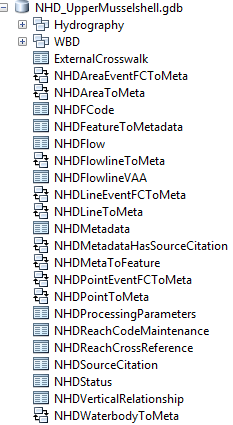 NHD_UpperMusselshell.gdb
Hydrography
WBD
ExternalCrosswalk
NHDAreaEventFCToMeta
NHDAreaToMeta
NHDFCode
NHDFeatureToMetadata
NHDFlow
NHDFlowlineToMeta
NHDFlowlineVAA
NHDLineEventFCToMeta
NHDLineToMeta
NHDMetadata
NHDMetadataHasSourceCitation
NHDMetaToFeature
NHDPointEventFCToMeta
NHDPointToMeta
NHDProcessingParameters
NHDReachCodeMaintenance
NHDReachCrossReference
NHDSourceCitation
NHDStatus
NHDVerticalRelationship
NHDWaterbodyToMeta